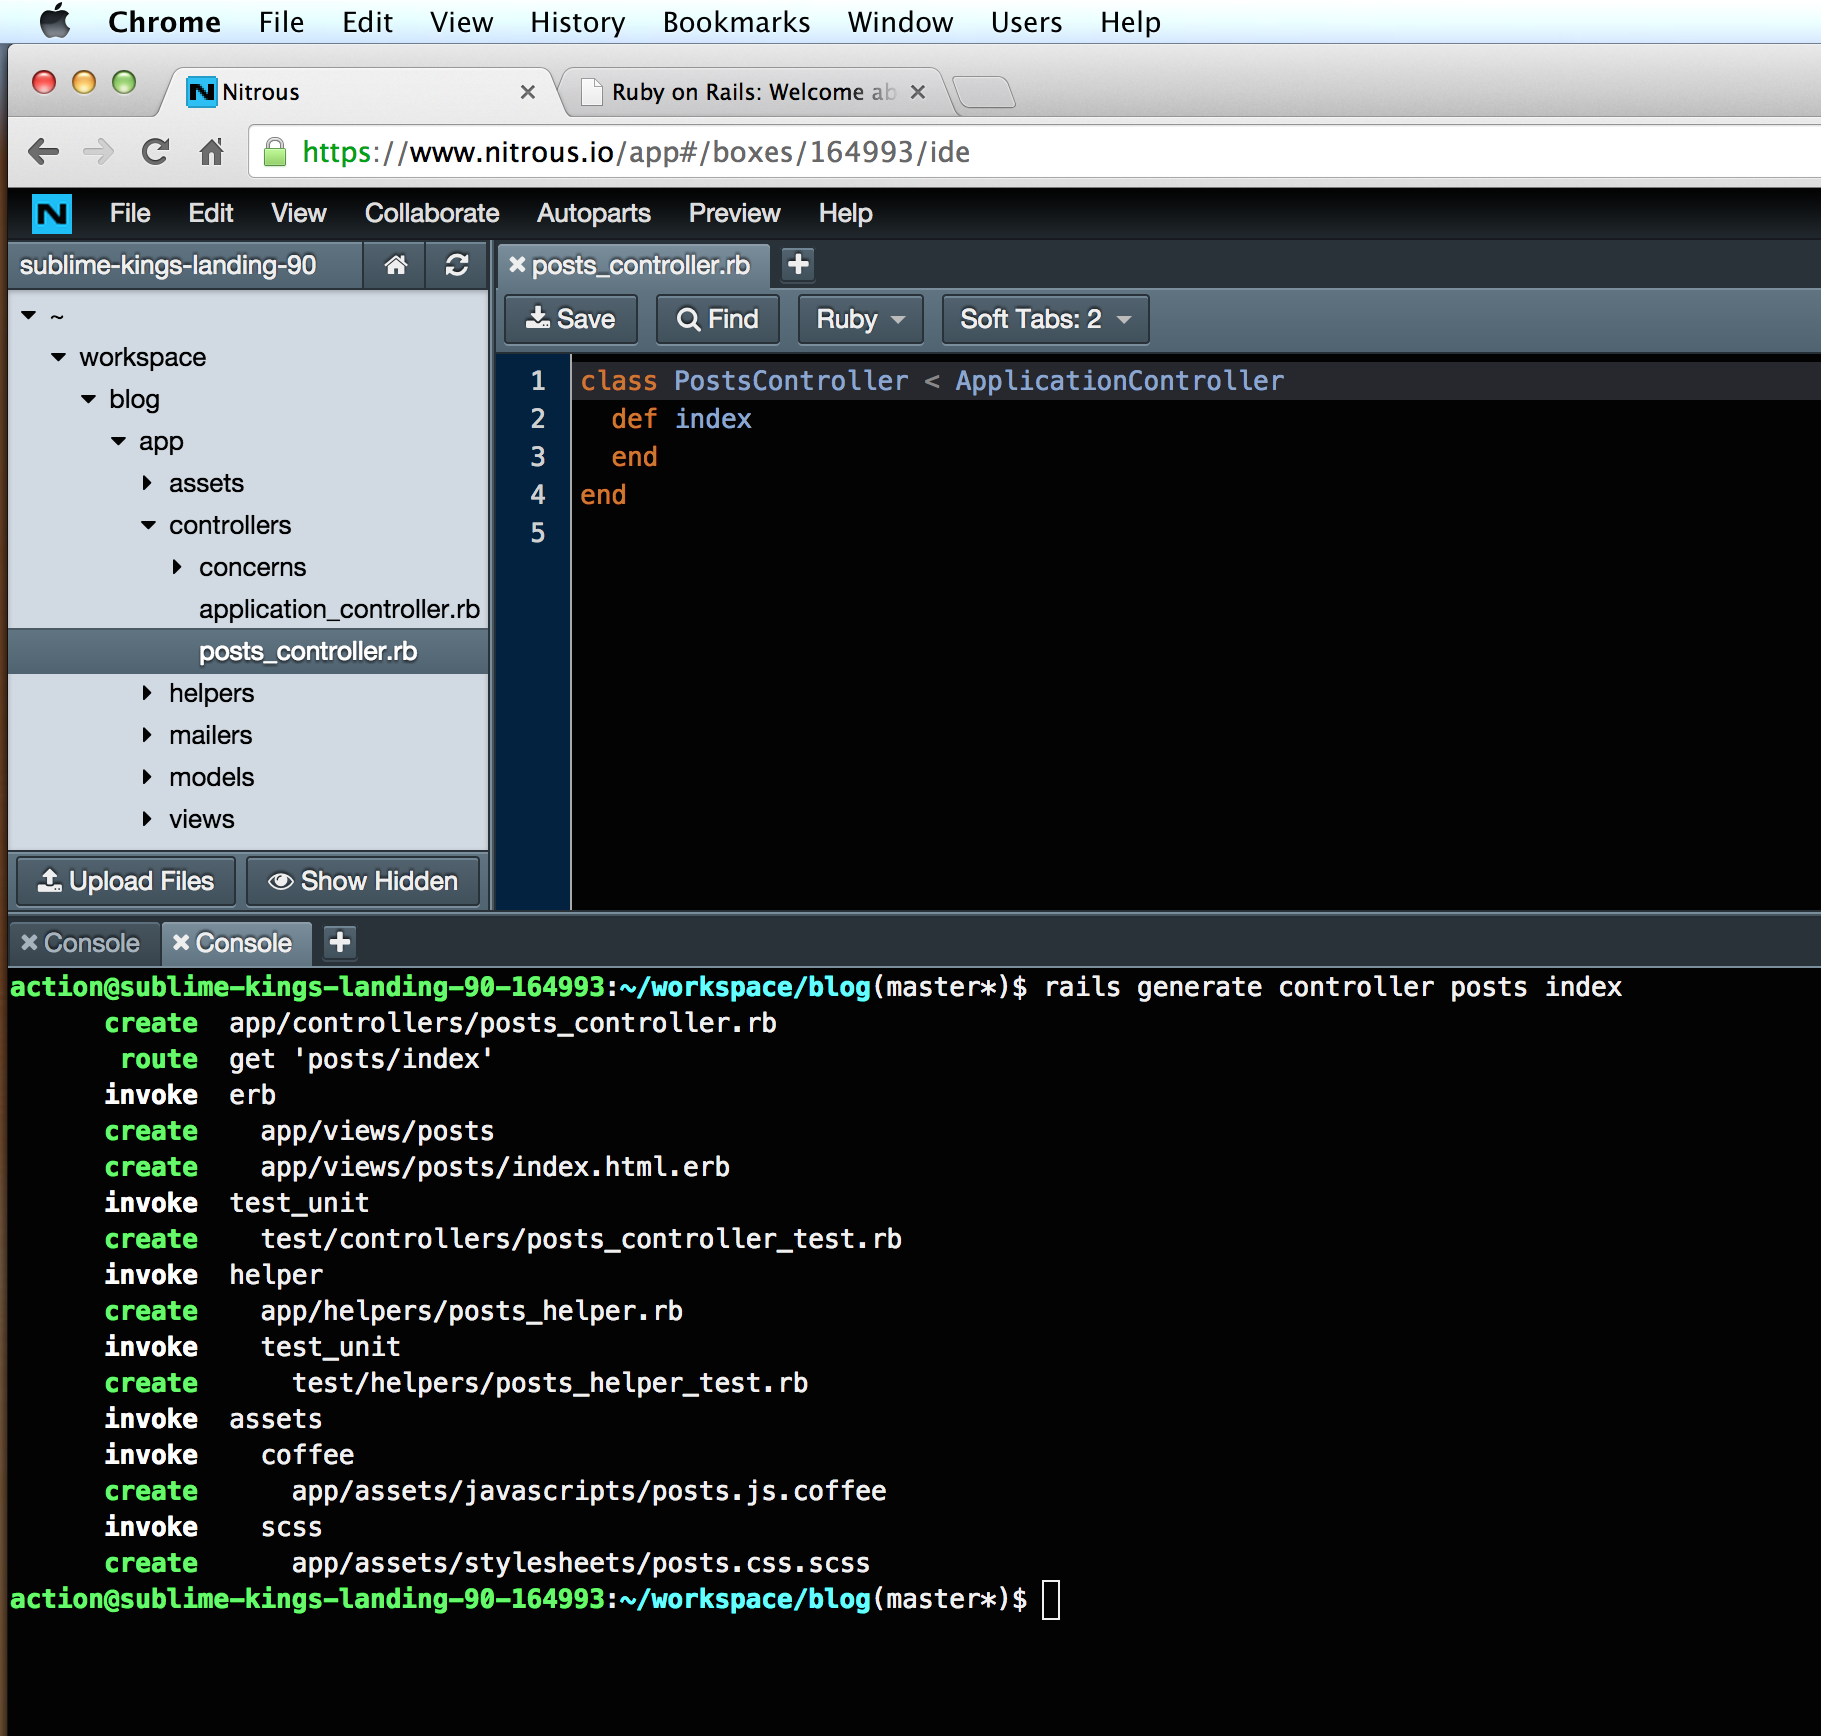 Chrome File Edit View History Bookmarks Window Users Help
Nitrous Ruby on Rails: Welcome ab
https://www.nitrous.io/app#/boxes/164993/ide
N File Edit View Collaborate Autoparts Preview Help
sublime-kings-landing-90
posts_controller.rb
Save Find Ruby Soft Tabs: 2
~
workspace
blog
app
assets
controllers
concerns
application_controller.rb
posts_controller.rb
helpers
mailers
models
views
Upload Files Show Hidden
1 class PostsController < ApplicationController
2   def index
3   end
4 end
5
Console Console
action@sublime-kings-landing-90-164993:~/workspace/blog(master*)$ rails generate controller posts index
      create  app/controllers/posts_controller.rb
       route  get 'posts/index'
      invoke  erb
      create    app/views/posts
      create    app/views/posts/index.html.erb
      invoke  test_unit
      create    test/controllers/posts_controller_test.rb
      invoke  helper
      create    app/helpers/posts_helper.rb
      invoke    test_unit
      create      test/helpers/posts_helper_test.rb
      invoke  assets
      invoke    coffee
      create      app/assets/javascripts/posts.js.coffee
      invoke    scss
      create      app/assets/stylesheets/posts.css.scss
action@sublime-kings-landing-90-164993:~/workspace/blog(master*)$